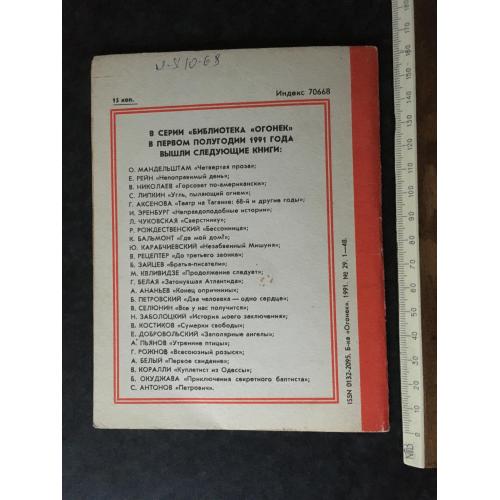 15 коп.
Индекс 70668
В СЕРИИ «БИБЛИОТЕКА «ОГОНЕК»
В ПЕРВОМ ПОЛУГОДИИ 1991 ГОДА
ВЫШЛИ СЛЕДУЮЩИЕ КНИГИ:
О. МАНДЕЛЬШТАМ «Четвертая проза»;
Е. РЕЙН «Непоправимый день»;
В. НИКОЛАЕВ «Горсовет по-американски»;
С. ЛИПКИН «Угль, пылающий огнем»;
Г. АКСЕНОВА «Театр на Таганке: 68-й и другие годы»;
И. ЭРЕНБУРГ «Неправдоподобные истории»;
Л. ЧУКОВСКАЯ «Сверстнику»;
Р. РОЖДЕСТВЕНСКИЙ «Бессонница»;
К. БАЛЬМОНТ «Где мой дом?»;
Ю. КАРАБЧИЕВСКИЙ «Незабвенный Мишуня»;
В. РЕЦЕПТЕР «До третьего звонка»;
Б. ЗАЙЦЕВ «Братья-писатели»;
М. КВЛИВИДЗЕ «Продолжение следует»;
Г. БЕЛАЯ «Затонувшая Атлантида»;
А. АНАНЬЕВ «Конец опричнины»;
Б. ПЕТРОВСКИЙ «Два человека — одно сердце»;
В. СЕЛЮНИН «Все у нас получится»;
Н. ЗАБОЛОЦКИЙ «История моего заключения»;
В. КОСТИКОВ «Сумерки свободы»;
Е. ДОБРОВОЛЬСКИЙ «Заполярные ангелы»;
А. ПЬЯНОВ «Утренние птицы»;
Г. РОЖНОВ «Всесоюзный розыск»;
А. БЕЛЫЙ «Первое свидание»;
В. КОРАЛЛИ «Куплетист из Одессы»;
Б. ОКУДЖАВА «Приключения секретного баптиста»;
С. АНТОНОВ «Петрович».
ISSN 0132-2095. Б-ка «Огонек». 1991. № 29. 1—48.